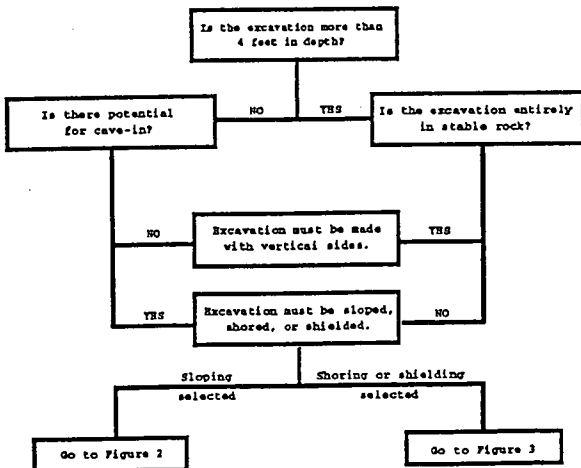 Is the excavation more than
4 feet in depth?
Is there potential
for cave-in?
NO
YES
Is the excavation entirely
in stable rock?
NO
Excavation must be made
with vertical sides.
YES
YES
Excavation must be sloped,
shored, or shielded.
NO
Sloping
selected
Shoring or shielding
selected
Go to Figure 2
Go to Figure 3